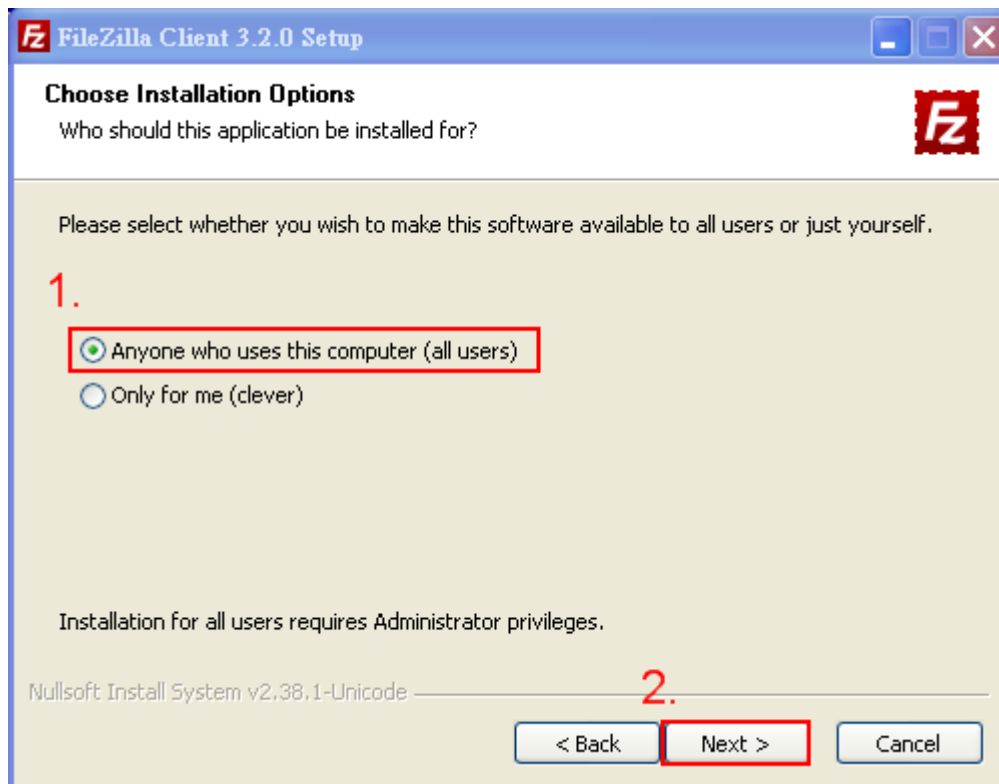 FileZilla Client 3.2.0 Setup
Choose Installation Options
Who should this application be installed for?
Fz
Please select whether you wish to make this software available to all users or just yourself.
1.
Anyone who uses this computer (all users)
Only for me (clever)
Installation for all users requires Administrator privileges.
Nullsoft Install System v2.38.1-Unicode
2.
< Back Next > Cancel